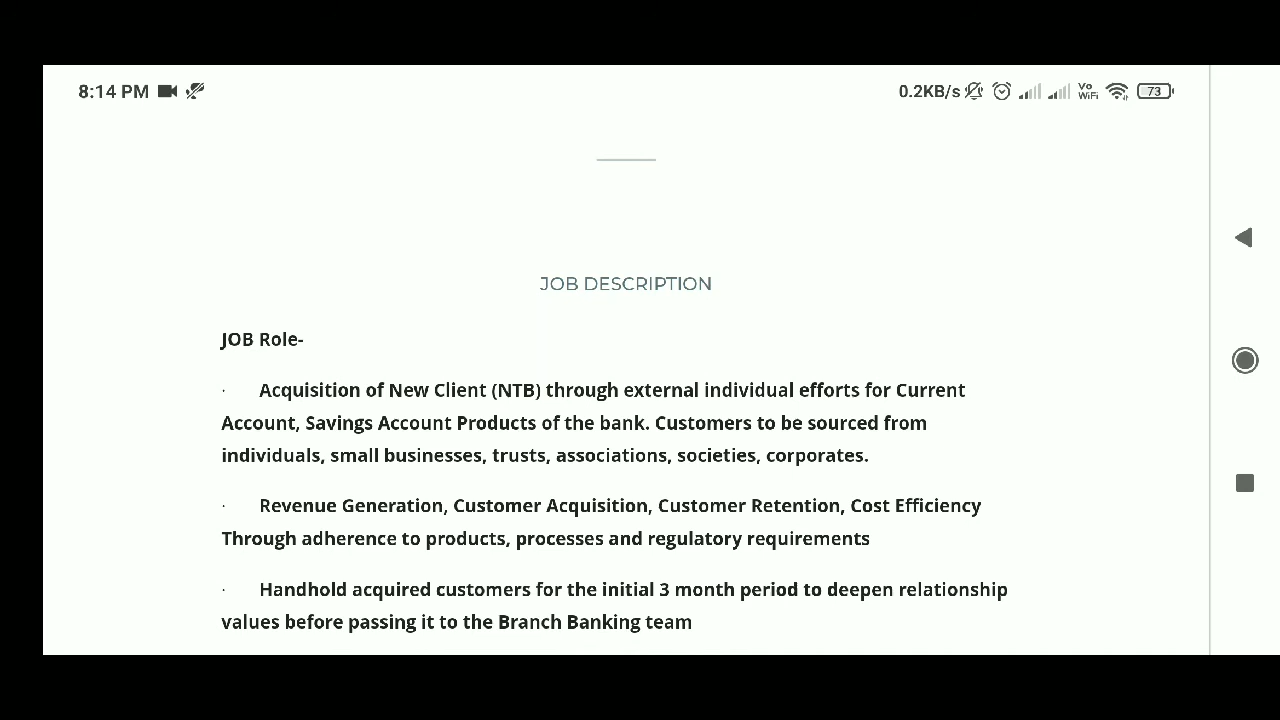 8:14 PM
0.2KB/s
Vo
WiFi
73
JOB DESCRIPTION
JOB Role-
· Acquisition of New Client (NTB) through external individual efforts for Current
Account, Savings Account Products of the bank. Customers to be sourced from
individuals, small businesses, trusts, associations, societies, corporates.
· Revenue Generation, Customer Acquisition, Customer Retention, Cost Efficiency
Through adherence to products, processes and regulatory requirements
· Handhold acquired customers for the initial 3 month period to deepen relationship
values before passing it to the Branch Banking team